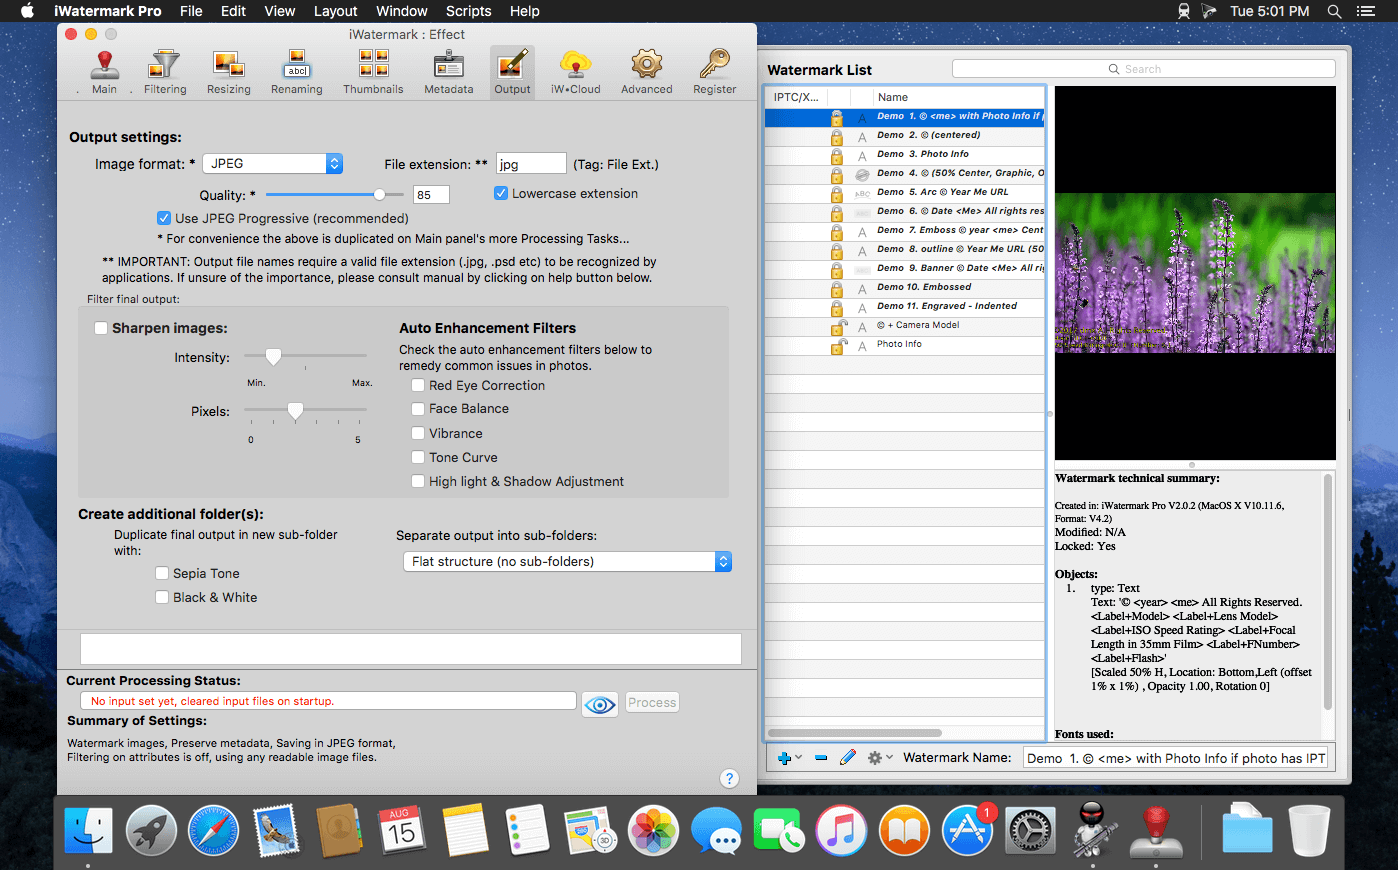 iWatermark Pro File Edit View Layout Window Scripts Help Tue 5:01 PM
iWatermark : Effect
. Main . Filtering Resizing abc| Renaming Thumbnails Metadata Output iW•Cloud Advanced Register
Output settings:
Image format: * JPEG File extension: ** jpg (Tag: File Ext.)
Quality: * 85 Lowercase extension
Use JPEG Progressive (recommended)
* For convenience the above is duplicated on Main panel's more Processing Tasks...
** IMPORTANT: Output file names require a valid file extension (.jpg, .psd etc) to be recognized by
applications. If unsure of the importance, please consult manual by clicking on help button below.
Filter final output:
Sharpen images:
Intensity:
Min. Max.
Pixels:
0 5
Auto Enhancement Filters
Check the auto enhancement filters below to
remedy common issues in photos.
Red Eye Correction
Face Balance
Vibrance
Tone Curve
High light & Shadow Adjustment
Create additional folder(s):
Duplicate final output in new sub-folder
with:
Sepia Tone
Black & White
Separate output into sub-folders:
Flat structure (no sub-folders)
Current Processing Status:
No input set yet, cleared input files on startup.
Process
Summary of Settings:
Watermark images, Preserve metadata, Saving in JPEG format,
Filtering on attributes is off, using any readable image files.
?
Watermark List
Search
IPTC/X... Name
A Demo 1. © <me> with Photo Info if p
A Demo 2. © (centered)
A Demo 3. Photo Info
Demo 4. © (50% Center, Graphic, O
ABC Demo 5. Arc © Year Me URL
Demo 6. © Date <Me> All rights res
A Demo 7. Emboss © year <me> Cent
A Demo 8. outline © Year Me URL (50
Demo 9. Banner © Date <Me> All rig
A Demo 10. Embossed
A Demo 11. Engraved - Indented
A © + Camera Model
A Photo Info
Watermark technical summary:
Created in: iWatermark Pro V2.0.2 (MacOS X V10.11.6,
Format: V4.2)
Modified: N/A
Locked: Yes
Objects:
1. type: Text
Text: '© <year> <me> All Rights Reserved.
<Label+Model> <Label+Lens Model>
<Label+ISO Speed Rating> <Label+Focal
Length in 35mm Film> <Label+FNumber>
<Label+Flash>'
[Scaled 50% H, Location: Bottom,Left (offset
1% x 1%) , Opacity 1.00, Rotation 0]
Fonts used:
Watermark Name: Demo 1. © <me> with Photo Info if photo has IPT
AUG
15
3D
1